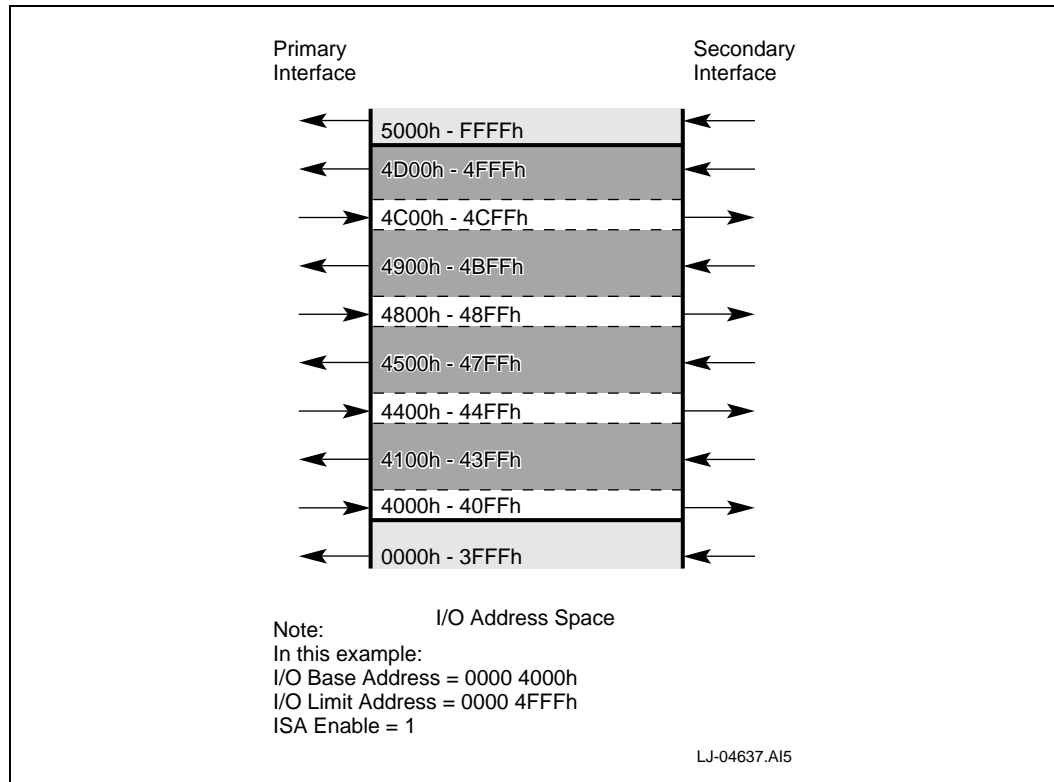 Primary
Interface
Secondary
Interface
5000h - FFFFh
4D00h - 4FFFh
4C00h - 4CFFh
4900h - 4BFFh
4800h - 48FFh
4500h - 47FFh
4400h - 44FFh
4100h - 43FFh
4000h - 40FFh
0000h - 3FFFh
I/O Address Space
Note:
In this example:
I/O Base Address = 0000 4000h
I/O Limit Address = 0000 4FFFh
ISA Enable = 1
LJ-04637.AI5